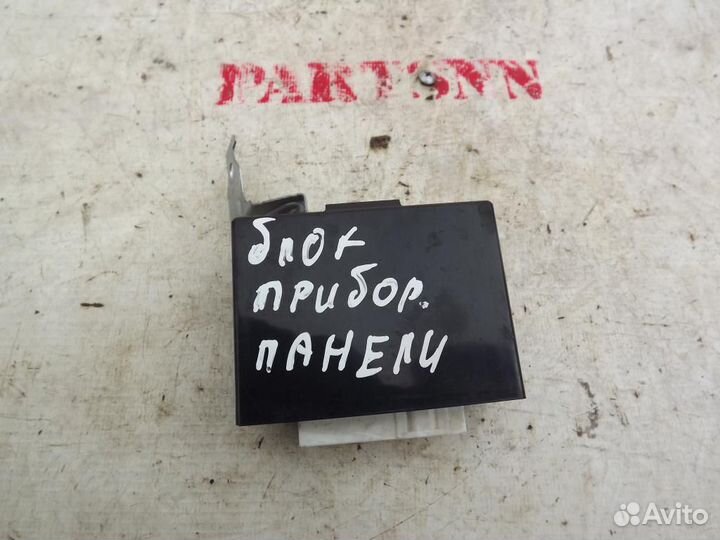 PARTSNN
блок
прибор.
ПАНЕЛИ
Avito